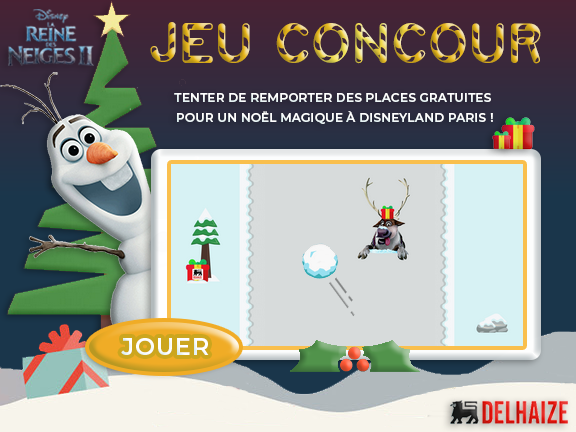 Disney
LA
REINE
DES
NEIGES II
JEU CONCOUR
TENTER DE REMPORTER DES PLACES GRATUITES
POUR UN NOËL MAGIQUE À DISNEYLAND PARIS !
JOUER
DELHAIZE